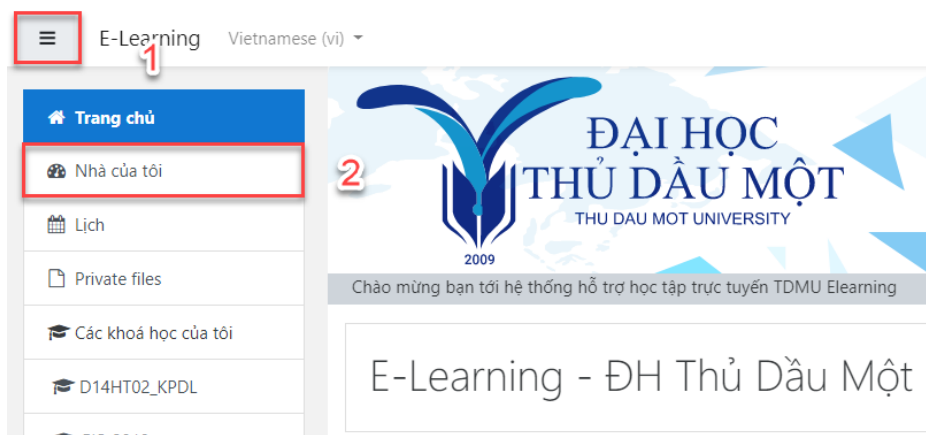 E-Learning Vietnamese (vi)
1
Trang chủ
Nhà của tôi
2
Lịch
Private files
Các khoá học của tôi
D14HT02_KPDL
ĐẠI HỌC
THỦ DẦU MỘT
THU DAU MOT UNIVERSITY
2009
Chào mừng bạn tới hệ thống hỗ trợ học tập trực tuyến TDMU Elearning
E-Learning - ĐH Thủ Dầu Một